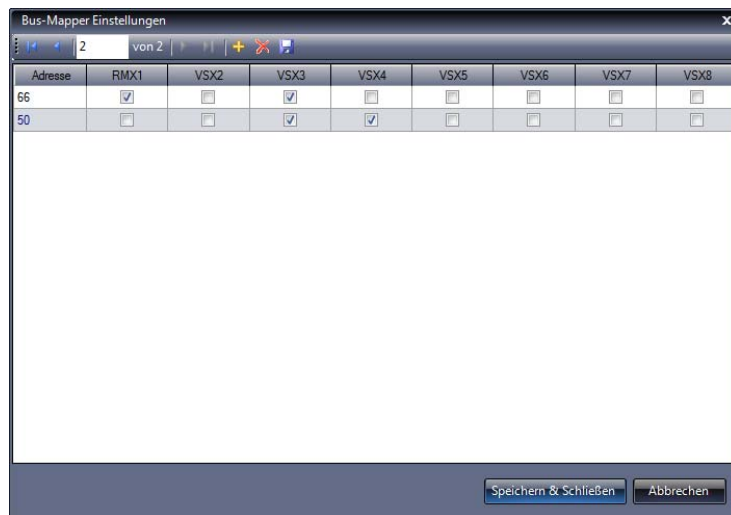 Bus-Mapper Einstellungen x
2 von 2
Adresse RMX1 VSX2 VSX3 VSX4 VSX5 VSX6 VSX7 VSX8
66
50
Speichern & Schließen Abbrechen